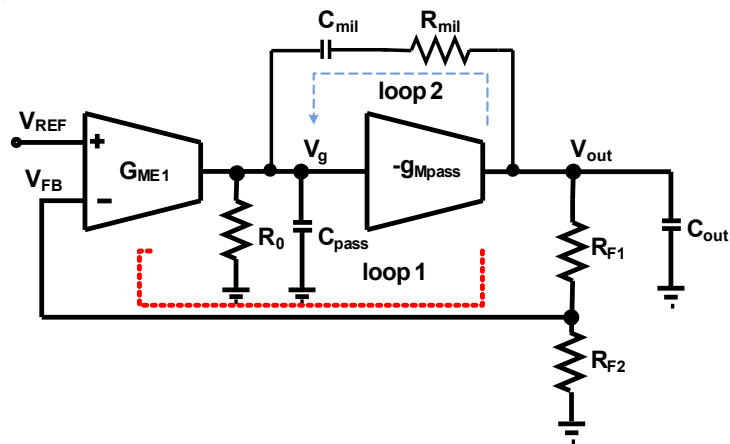 C_mil
R_mil
loop 2
V_REF
+
G_ME1
V_FB
−
V_g
-g_Mpass
V_out
R_0
C_pass
R_F1
C_out
loop 1
R_F2